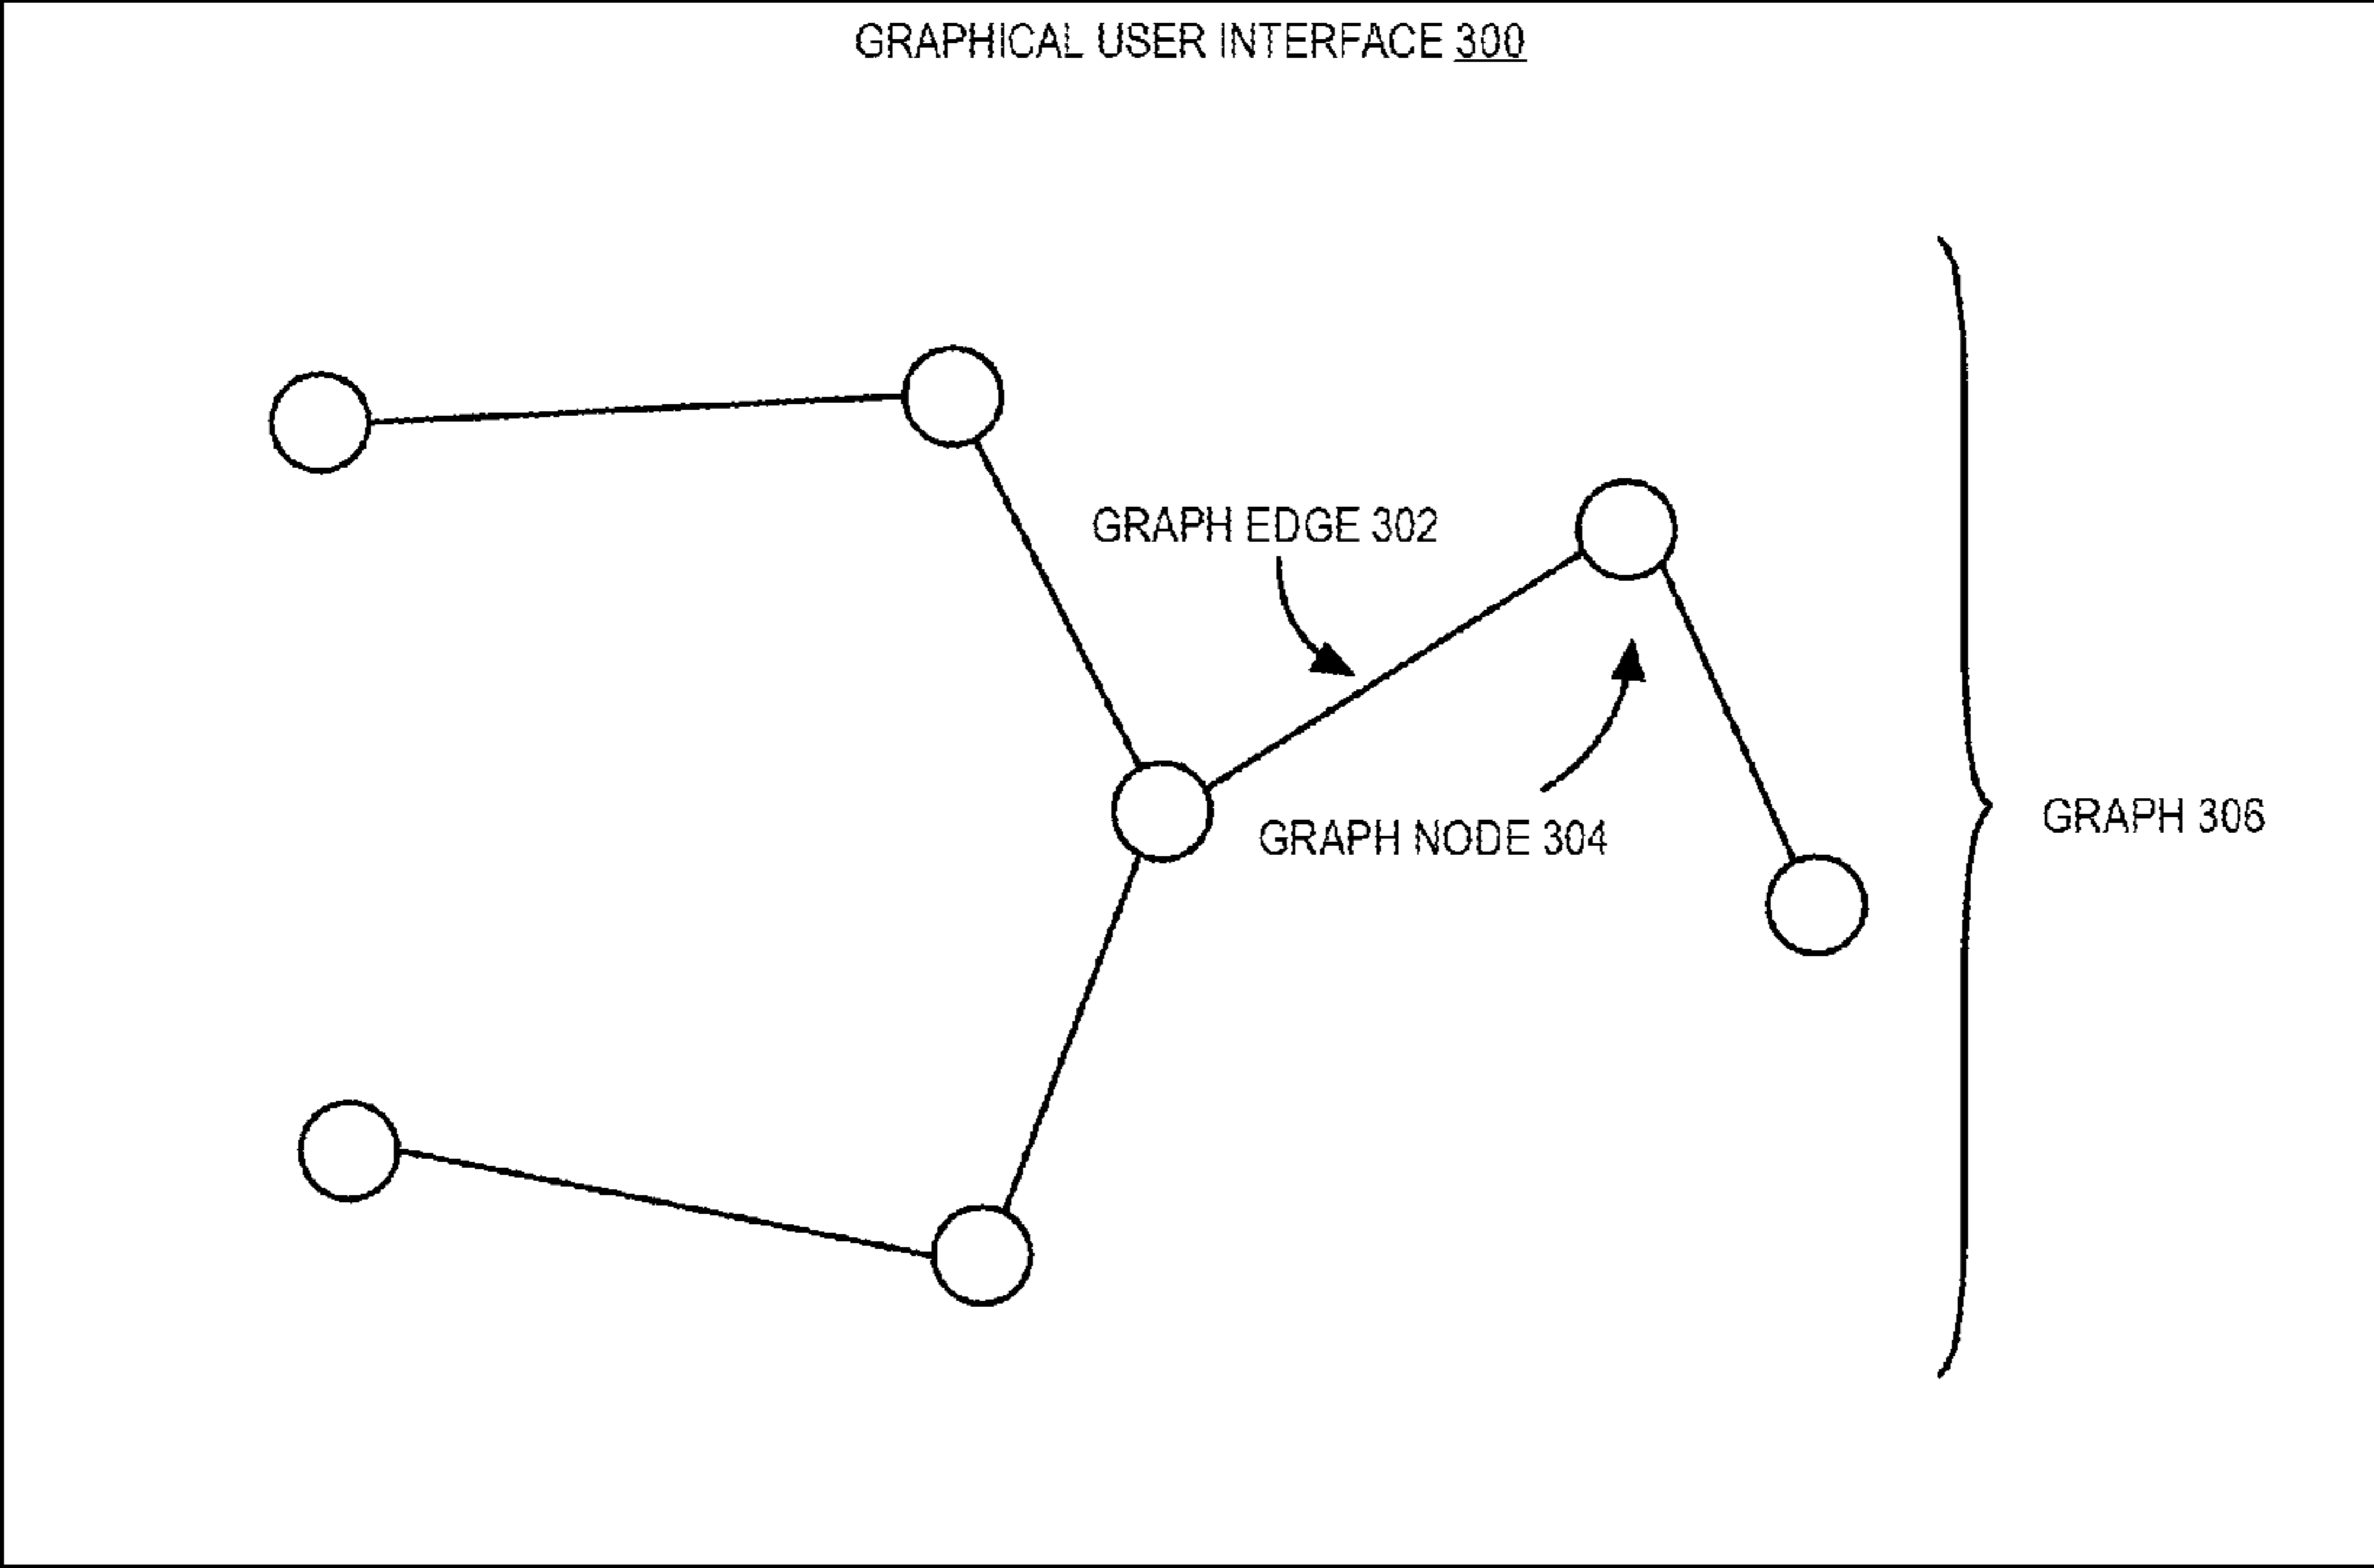 GRAPHICAL USER INTERFACE 300
GRAPH EDGE 302
GRAPH NODE 304
GRAPH 306